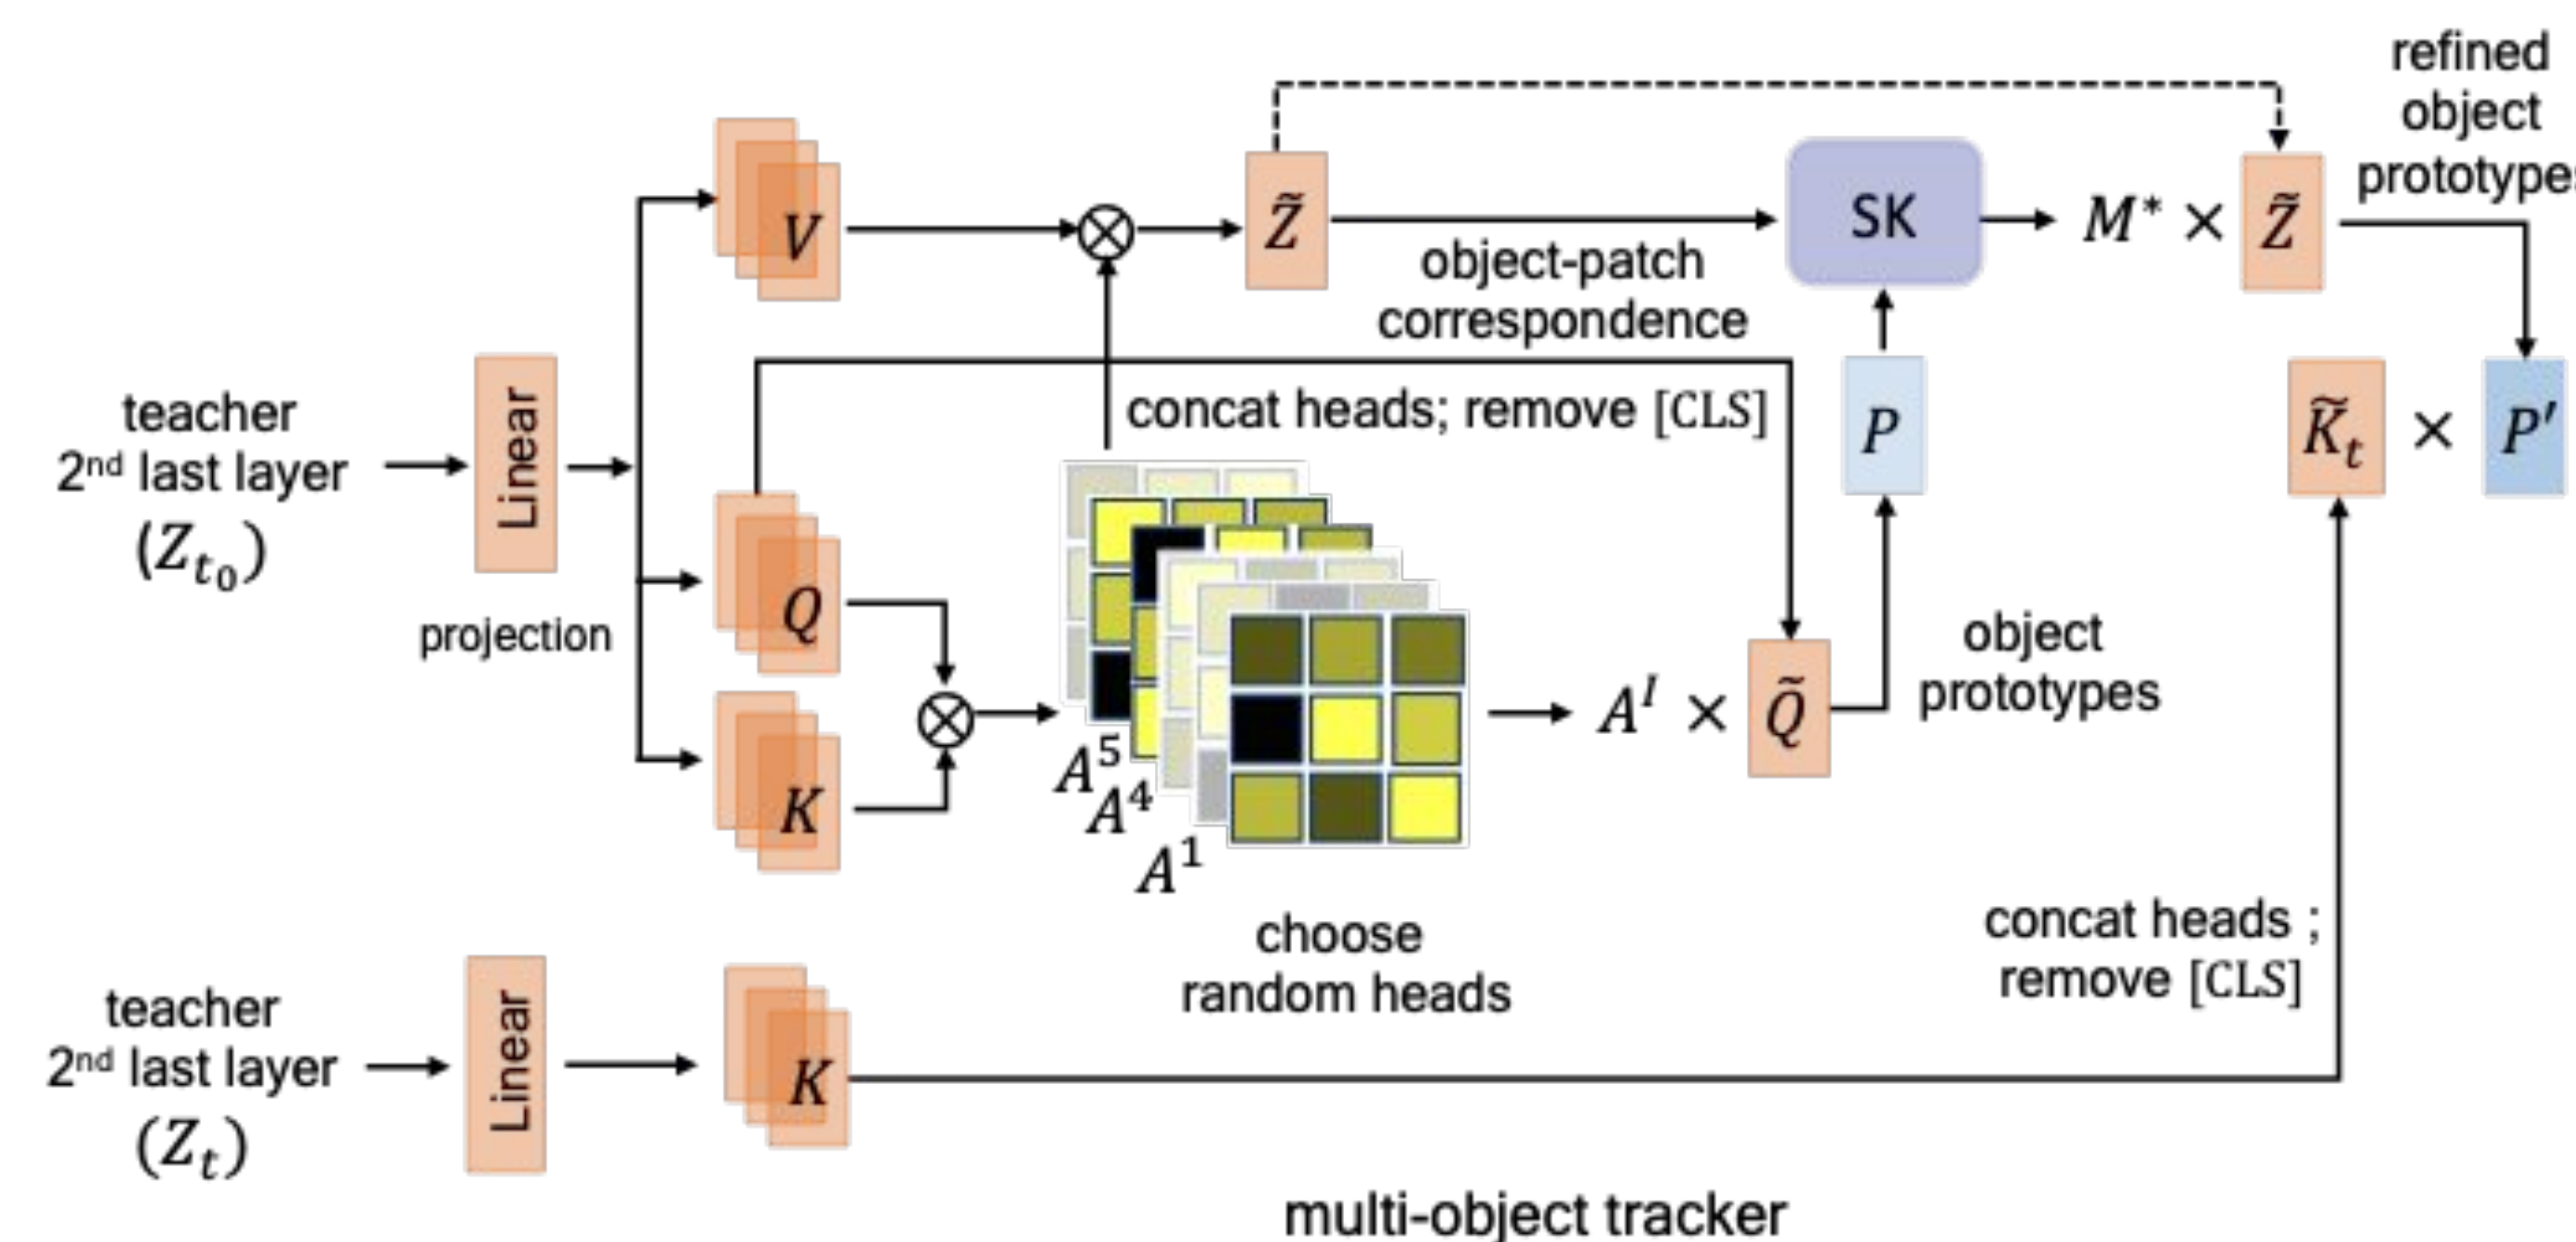 refined
object
prototypes
V
Z̃
SK
M* × Z̃
object-patch
correspondence
concat heads; remove [CLS]
teacher
2nd last layer
(Z_{t_0})
Linear
projection
Q
K
P
K̃_t × P'
A^5
A^4
A^1
A^I × Q̃
object
prototypes
choose
random heads
concat heads ;
remove [CLS]
teacher
2nd last layer
(Z_t)
Linear
K
multi-object tracker